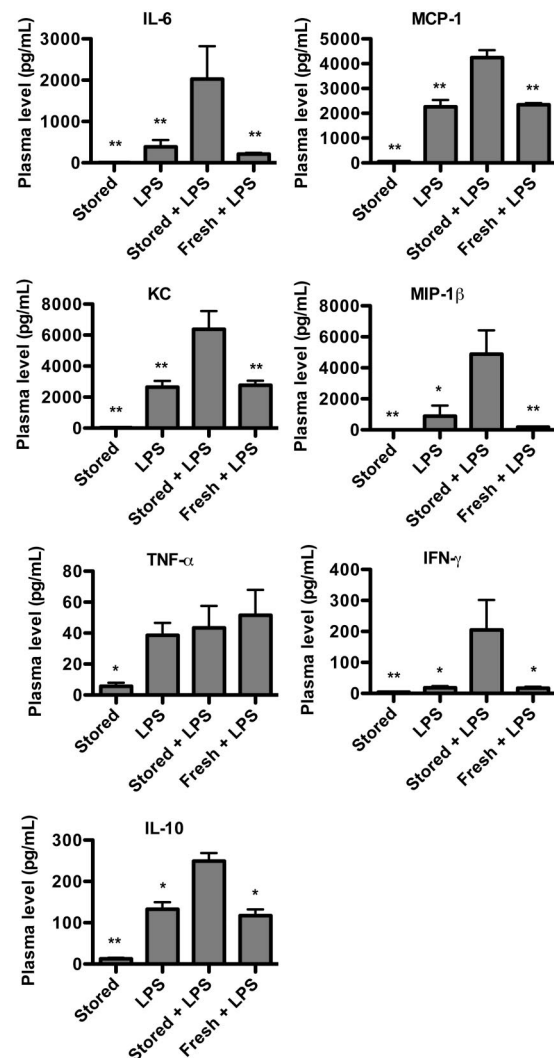 IL-6
Plasma level (pg/mL)
3000
2000
1000
0
**
**
**
Stored
LPS
Stored + LPS
Fresh + LPS
MCP-1
Plasma level (pg/mL)
5000
4000
3000
2000
1000
0
**
**
**
Stored
LPS
Stored + LPS
Fresh + LPS
KC
Plasma level (pg/mL)
8000
6000
4000
2000
0
**
**
**
Stored
LPS
Stored + LPS
Fresh + LPS
MIP-1β
Plasma level (pg/mL)
8000
6000
4000
2000
0
**
*
**
Stored
LPS
Stored + LPS
Fresh + LPS
TNF-α
Plasma level (pg/mL)
80
60
40
20
0
*
Stored
LPS
Stored + LPS
Fresh + LPS
IFN-γ
Plasma level (pg/mL)
400
300
200
100
0
**
*
*
Stored
LPS
Stored + LPS
Fresh + LPS
IL-10
Plasma level (pg/mL)
300
200
100
0
**
*
*
Stored
LPS
Stored + LPS
Fresh + LPS